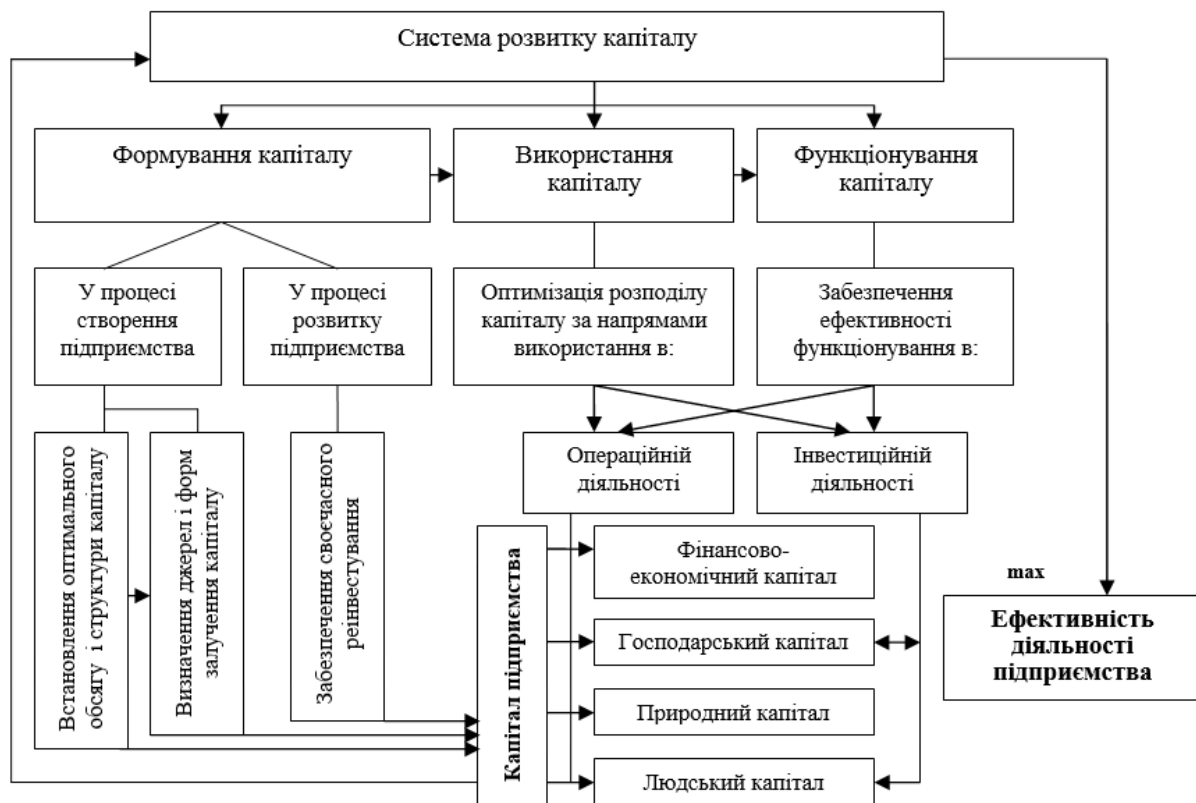 Система розвитку капіталу
Формування капіталу
Використання
капіталу
Функціонування
капіталу
У процесі
створення
підприємства
У процесі
розвитку
підприємства
Оптимізація розподілу
капіталу за напрямами
використання в:
Забезпечення
ефективності
функціонування в:
Встановлення оптимального
обсягу і структури капіталу
Визначення джерел і форм
залучення капіталу
Забезпечення своєчасного
реінвестування
Операційній
діяльності
Інвестиційній
діяльності
Капітал підприємства
Фінансово-
економічний капітал
Господарський капітал
Природний капітал
Людський капітал
max
Ефективність
діяльності
підприємства